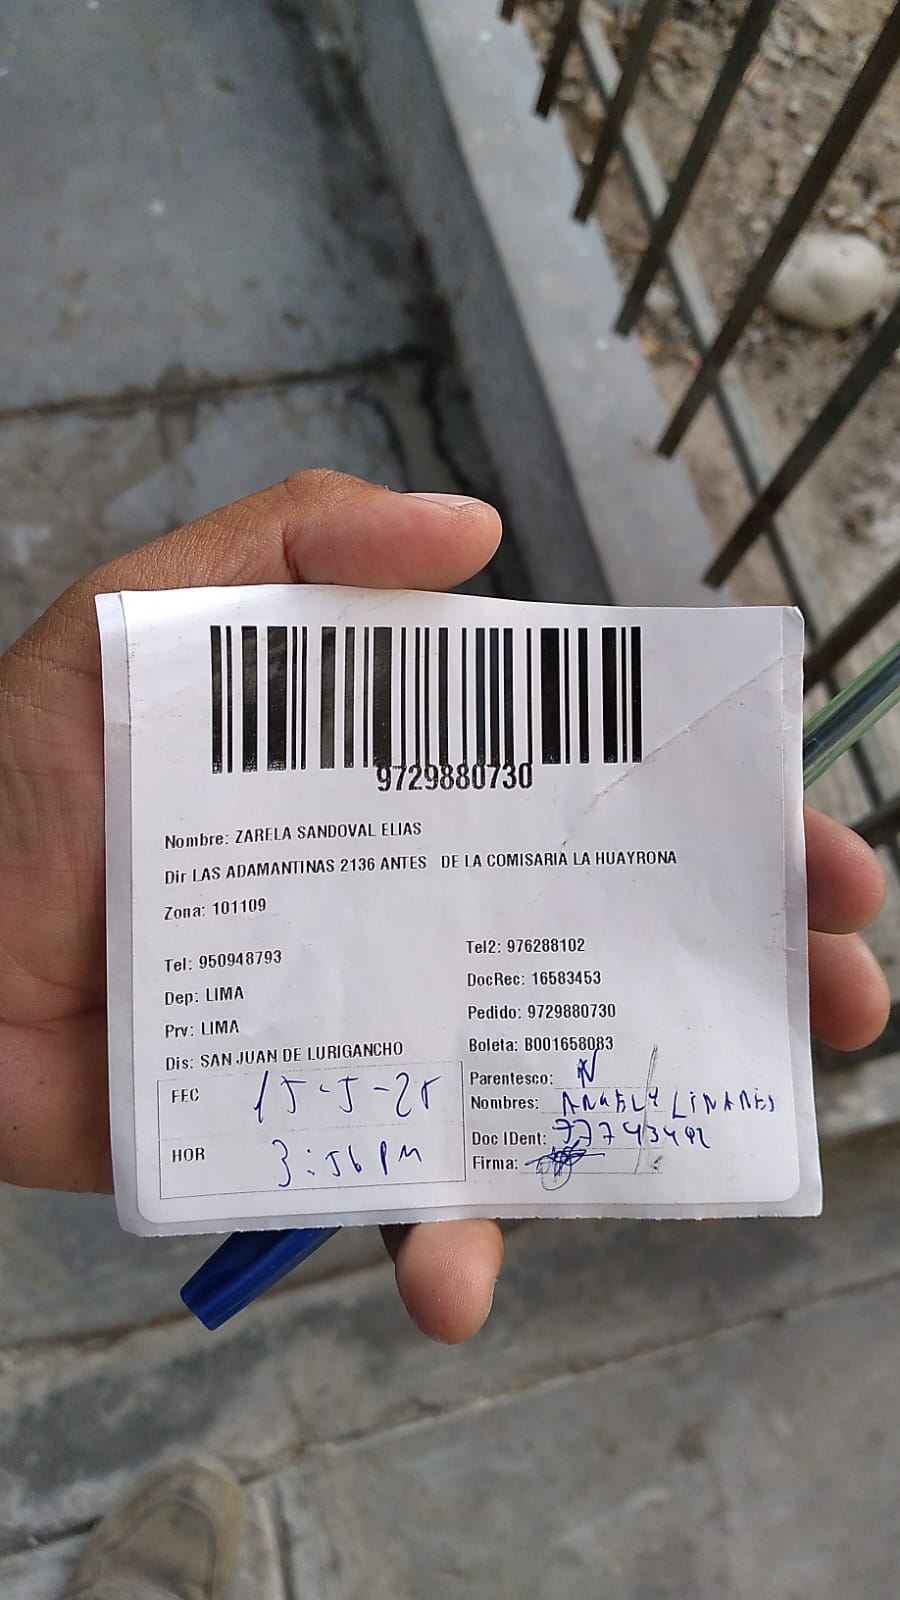 9729880730
Nombre: ZARELA SANDOVAL ELIAS
Dir LAS ADAMANTINAS 2136 ANTES DE LA COMISARIA LA HUAYRONA
Zona: 101109
Tel: 950948793
Tel2: 976288102
Dep: LIMA
DocRec: 16583453
Prv: LIMA
Pedido: 9729880730
Dis: SAN JUAN DE LURIGANCHO
Boleta: B001658083
FEC 15-5-25
Parentesco:
Nombres: ANGELY LINARES
HOR 3:56 PM
Doc IDent:
Firma: